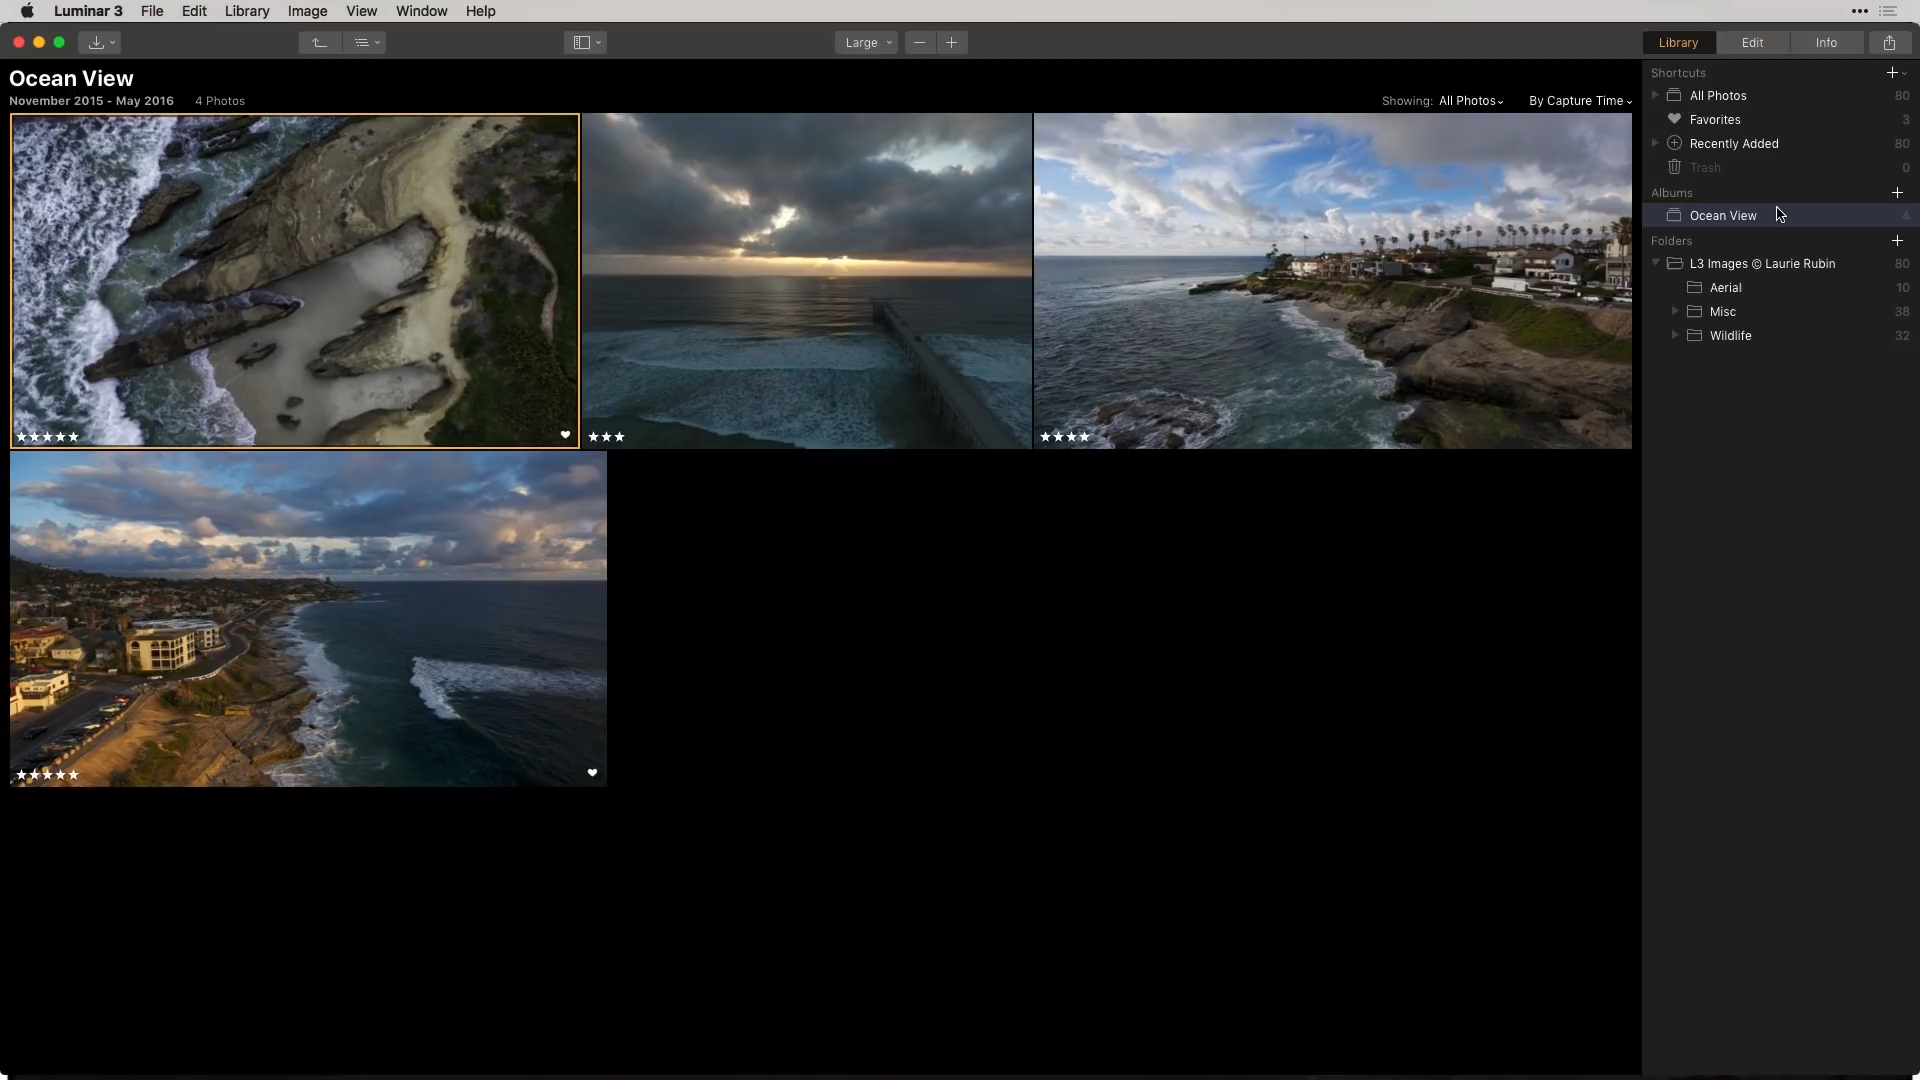 Luminar 3 File Edit Library Image View Window Help
Large
Library Edit Info
Ocean View
November 2015 - May 2016 4 Photos
Showing: All Photos By Capture Time
Shortcuts
All Photos 80
Favorites 3
Recently Added 80
Trash 0
Albums
Ocean View 4
Folders
L3 Images © Laurie Rubin 80
Aerial 10
Misc 38
Wildlife 32